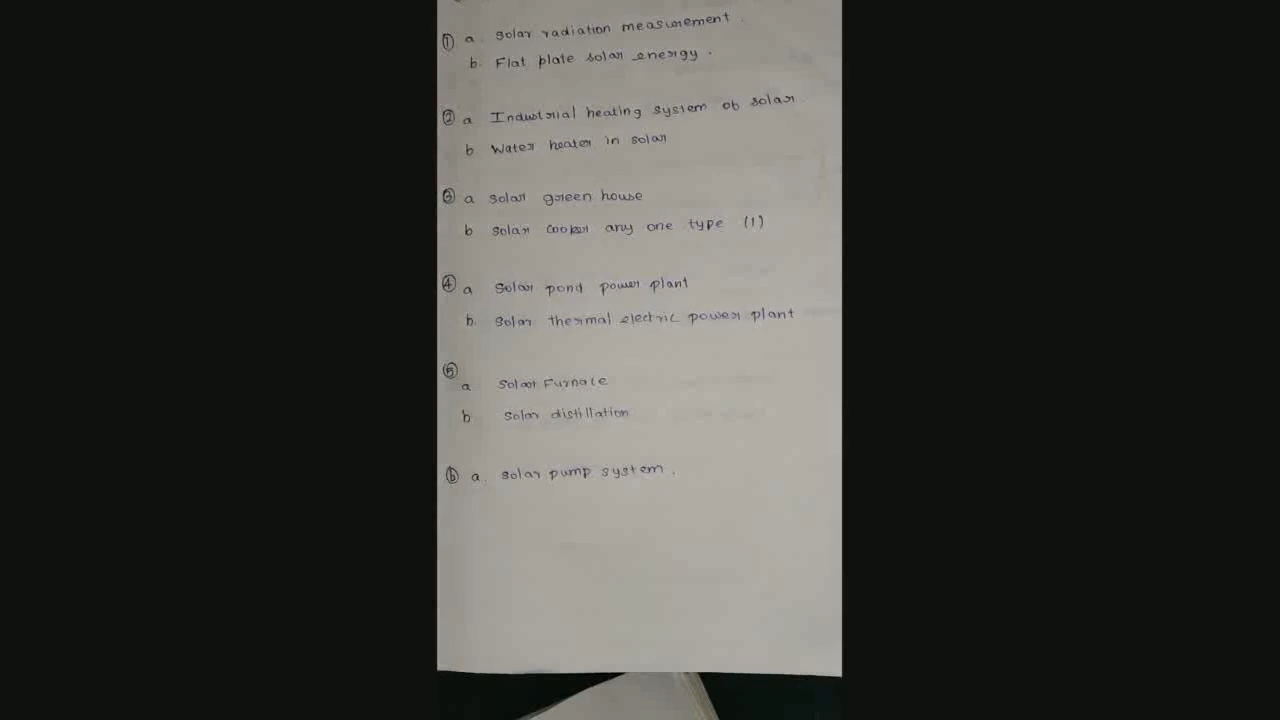 ① a. Solar radiation measurement.
b. Flat plate solar energy.
② a Industrial heating system of solar
b Water heater in solar
③ a Solar green house
b Solar cooker any one type (1)
④ a Solar pond power plant
b. Solar thermal electric power plant
⑤
a Solar Furnace
b Solar distillation
⑥ a. Solar pump system.